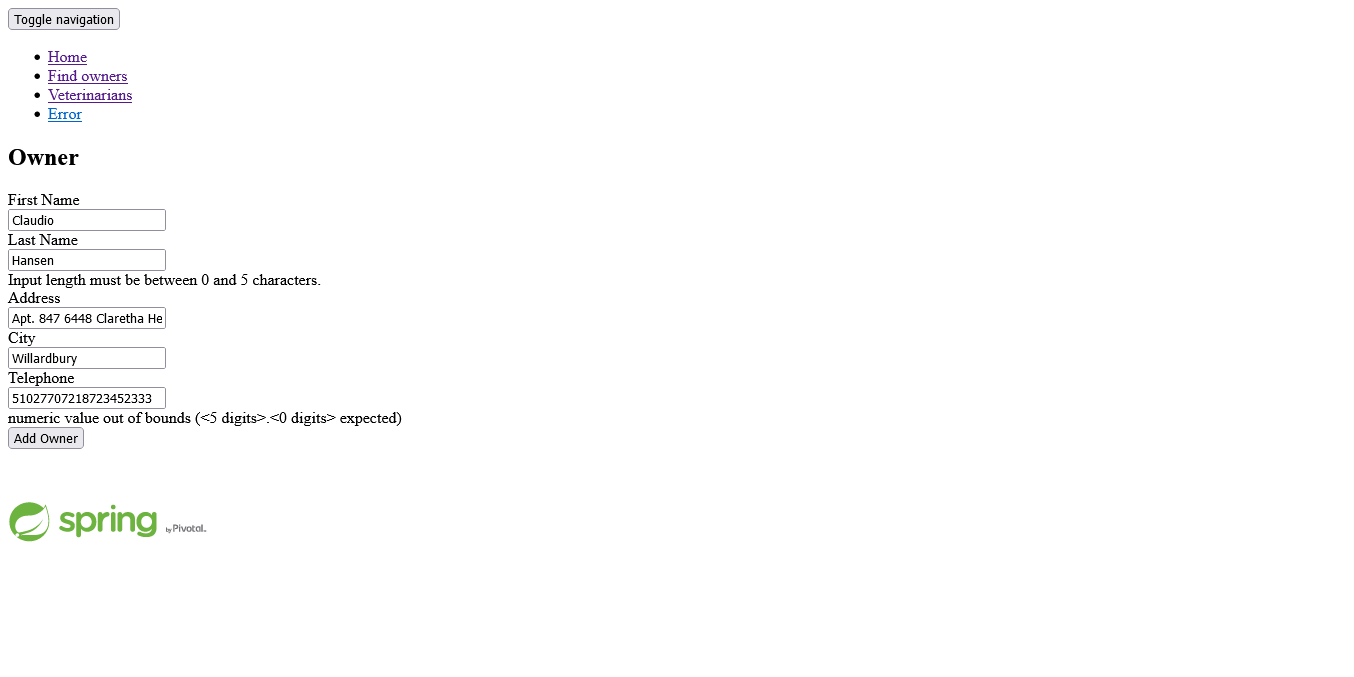 Toggle navigation
Home
Find owners
Veterinarians
Error
Owner
First Name
Claudio
Last Name
Hansen
Input length must be between 0 and 5 characters.
Address
Apt. 847 6448 Claretha He
City
Willardbury
Telephone
51027707218723452333
numeric value out of bounds (<5 digits>.<0 digits> expected)
Add Owner
spring by Pivotal™